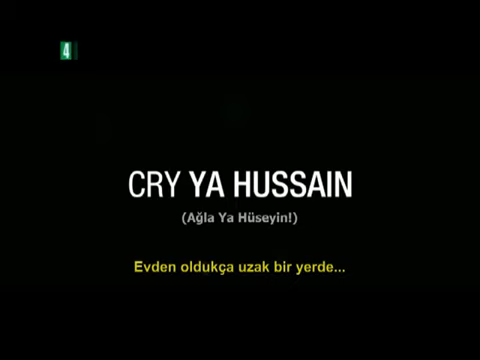 4
CRY YA HUSSAIN
(Ağla Ya Hüseyin!)
Evden oldukça uzak bir yerde...